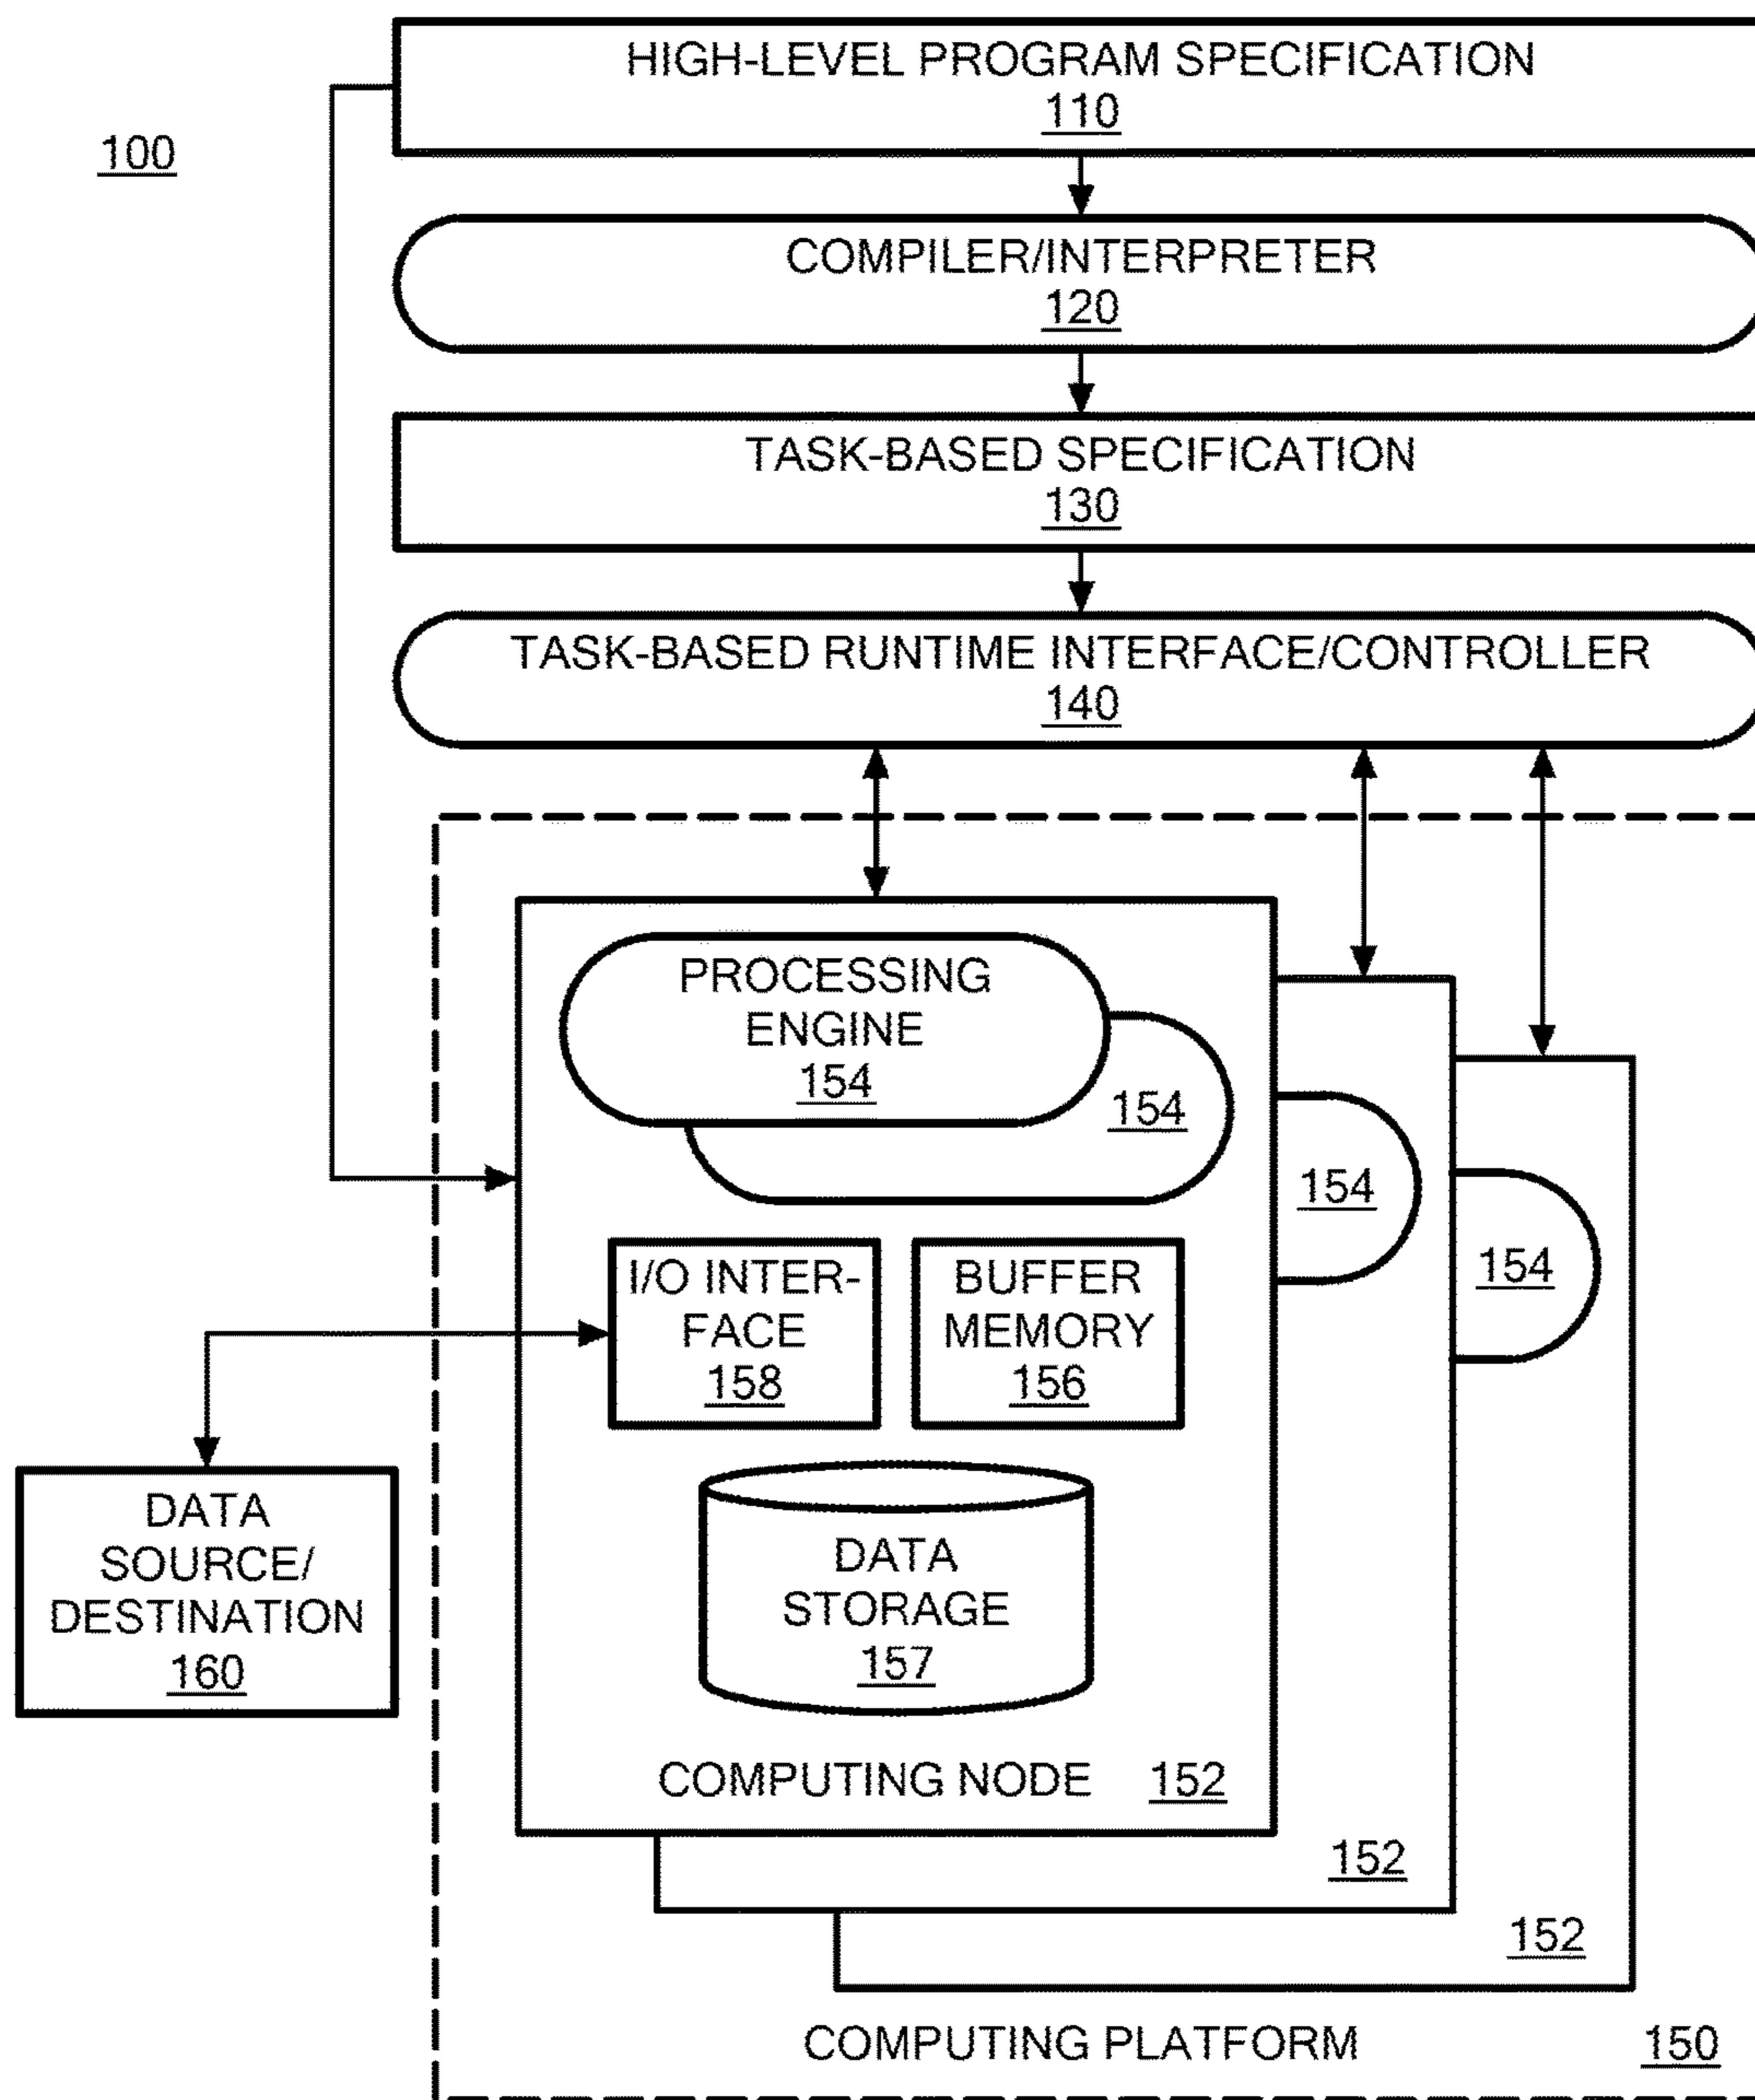 100
HIGH-LEVEL PROGRAM SPECIFICATION
110
COMPILER/INTERPRETER
120
TASK-BASED SPECIFICATION
130
TASK-BASED RUNTIME INTERFACE/CONTROLLER
140
PROCESSING
ENGINE
154
154
154
154
I/O INTER-
FACE
158
BUFFER
MEMORY
156
DATA
SOURCE/
DESTINATION
160
DATA
STORAGE
157
COMPUTING NODE 152
152
152
COMPUTING PLATFORM 150